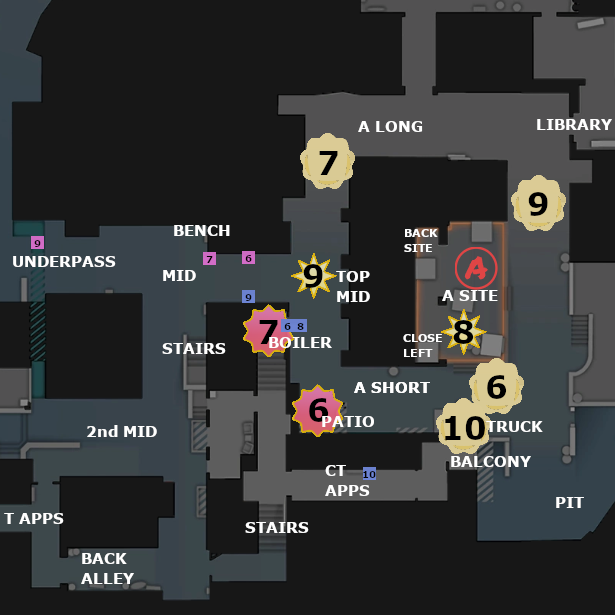 A LONG
LIBRARY
7
9
BENCH
BACK
SITE
9
UNDERPASS
7
6
MID
9
TOP
MID
A
A SITE
9
7
6
8
BOILER
8
STAIRS
CLOSE
LEFT
A SHORT
6
6
PATIO
10
TRUCK
2nd MID
BALCONY
CT
APPS
10
PIT
T APPS
STAIRS
BACK
ALLEY